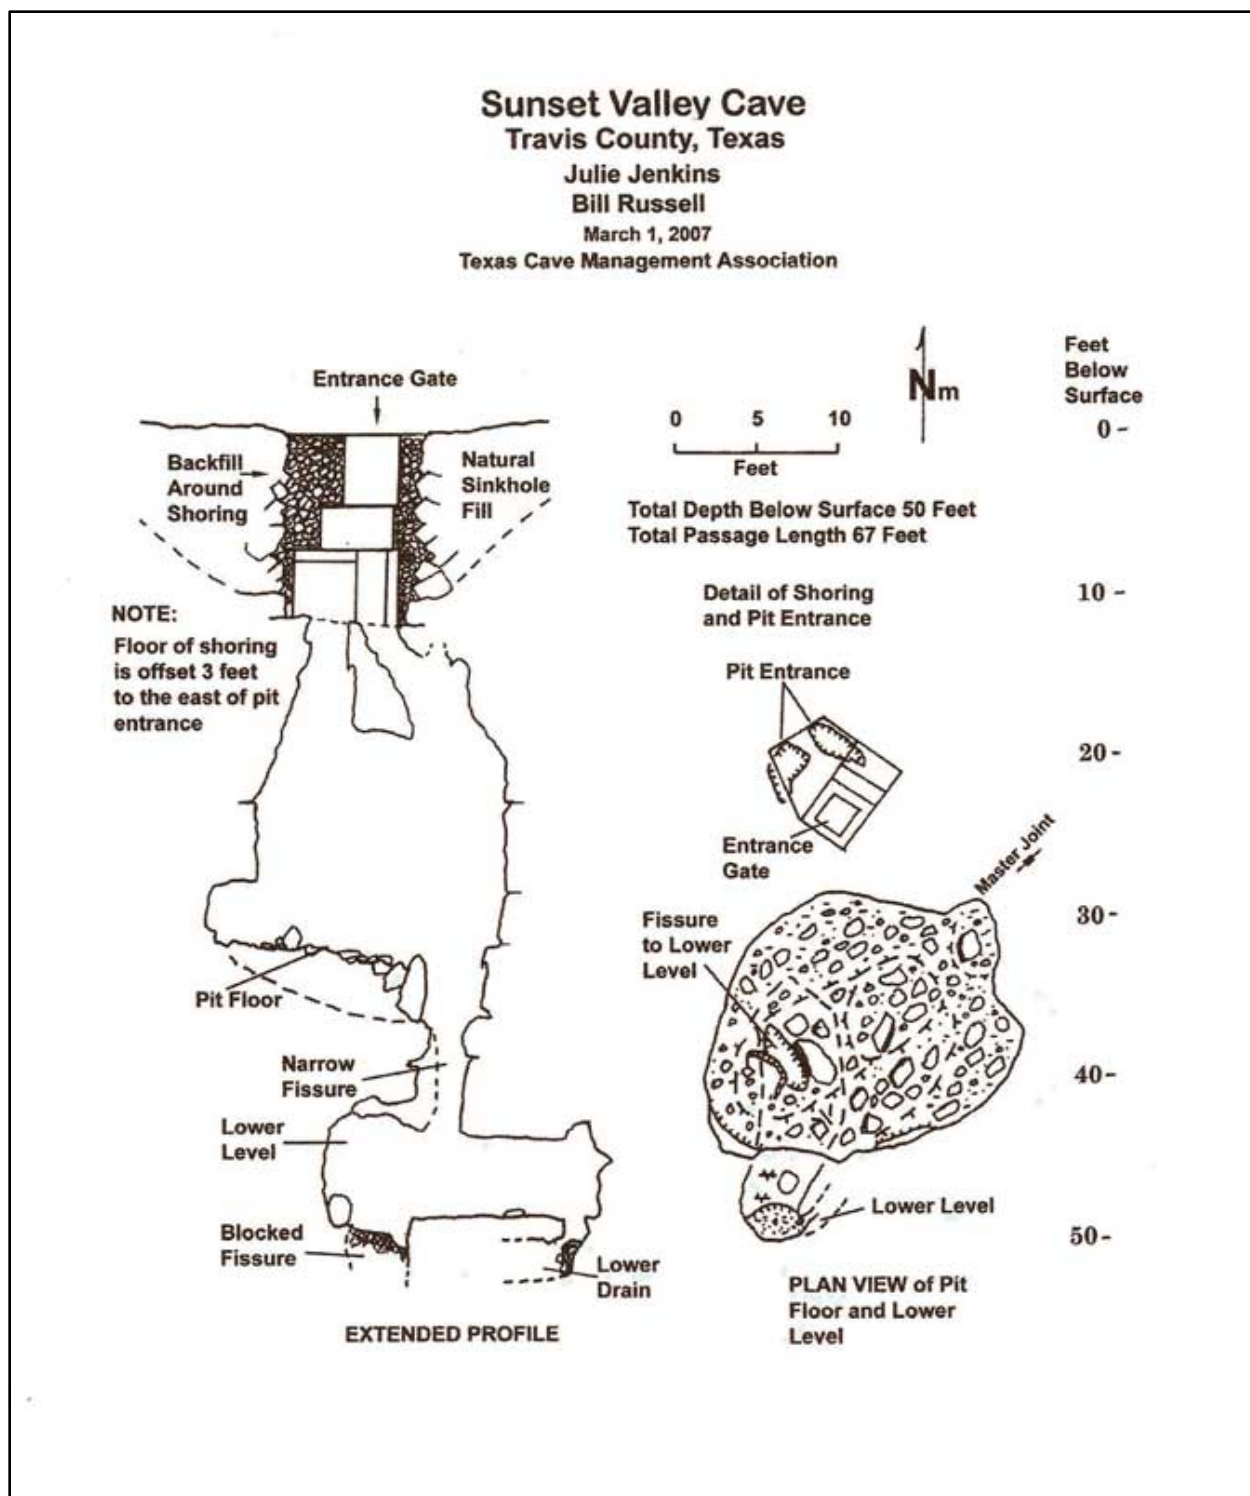 Sunset Valley Cave
Travis County, Texas
Julie Jenkins
Bill Russell
March 1, 2007
Texas Cave Management Association
Entrance Gate
Backfill
Around
Shoring
Natural
Sinkhole
Fill
NOTE:
Floor of shoring
is offset 3 feet
to the east of pit
entrance
Pit Floor
Narrow
Fissure
Lower
Level
Blocked
Fissure
Lower
Drain
EXTENDED PROFILE
0 5 10
Feet
Nm
Total Depth Below Surface 50 Feet
Total Passage Length 67 Feet
Detail of Shoring
and Pit Entrance
Pit Entrance
Entrance
Gate
Master Joint
Fissure
to Lower
Level
Lower Level
PLAN VIEW of Pit
Floor and Lower
Level
Feet
Below
Surface
0 -
10 -
20 -
30 -
40 -
50 -